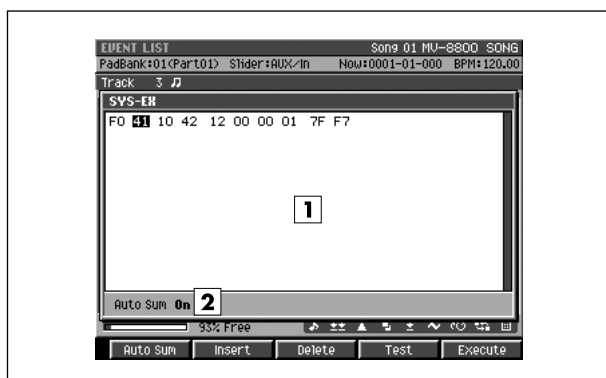 EVENT LIST Song 01 MV-8800 SONG
PadBank:01(Part01) Slider:AUX/In Now:0001-01-000 BPM:120.00
Track 3
SYS-EX
F0 41 10 42 12 00 00 01 7F F7
1
Auto Sum On 2
93% Free
Auto Sum Insert Delete Test Execute